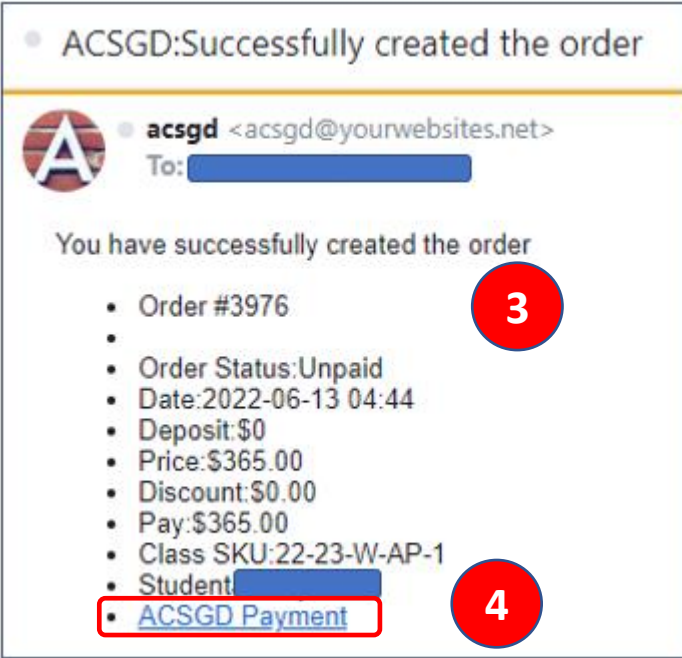 ACSGD:Successfully created the order
A
acsgd <acsgd@yourwebsites.net>
To:
You have successfully created the order
• Order #3976
3
•
• Order Status:Unpaid
• Date:2022-06-13 04:44
• Deposit:$0
• Price:$365.00
• Discount:$0.00
• Pay:$365.00
• Class SKU:22-23-W-AP-1
• Student
• ACSGD Payment
4